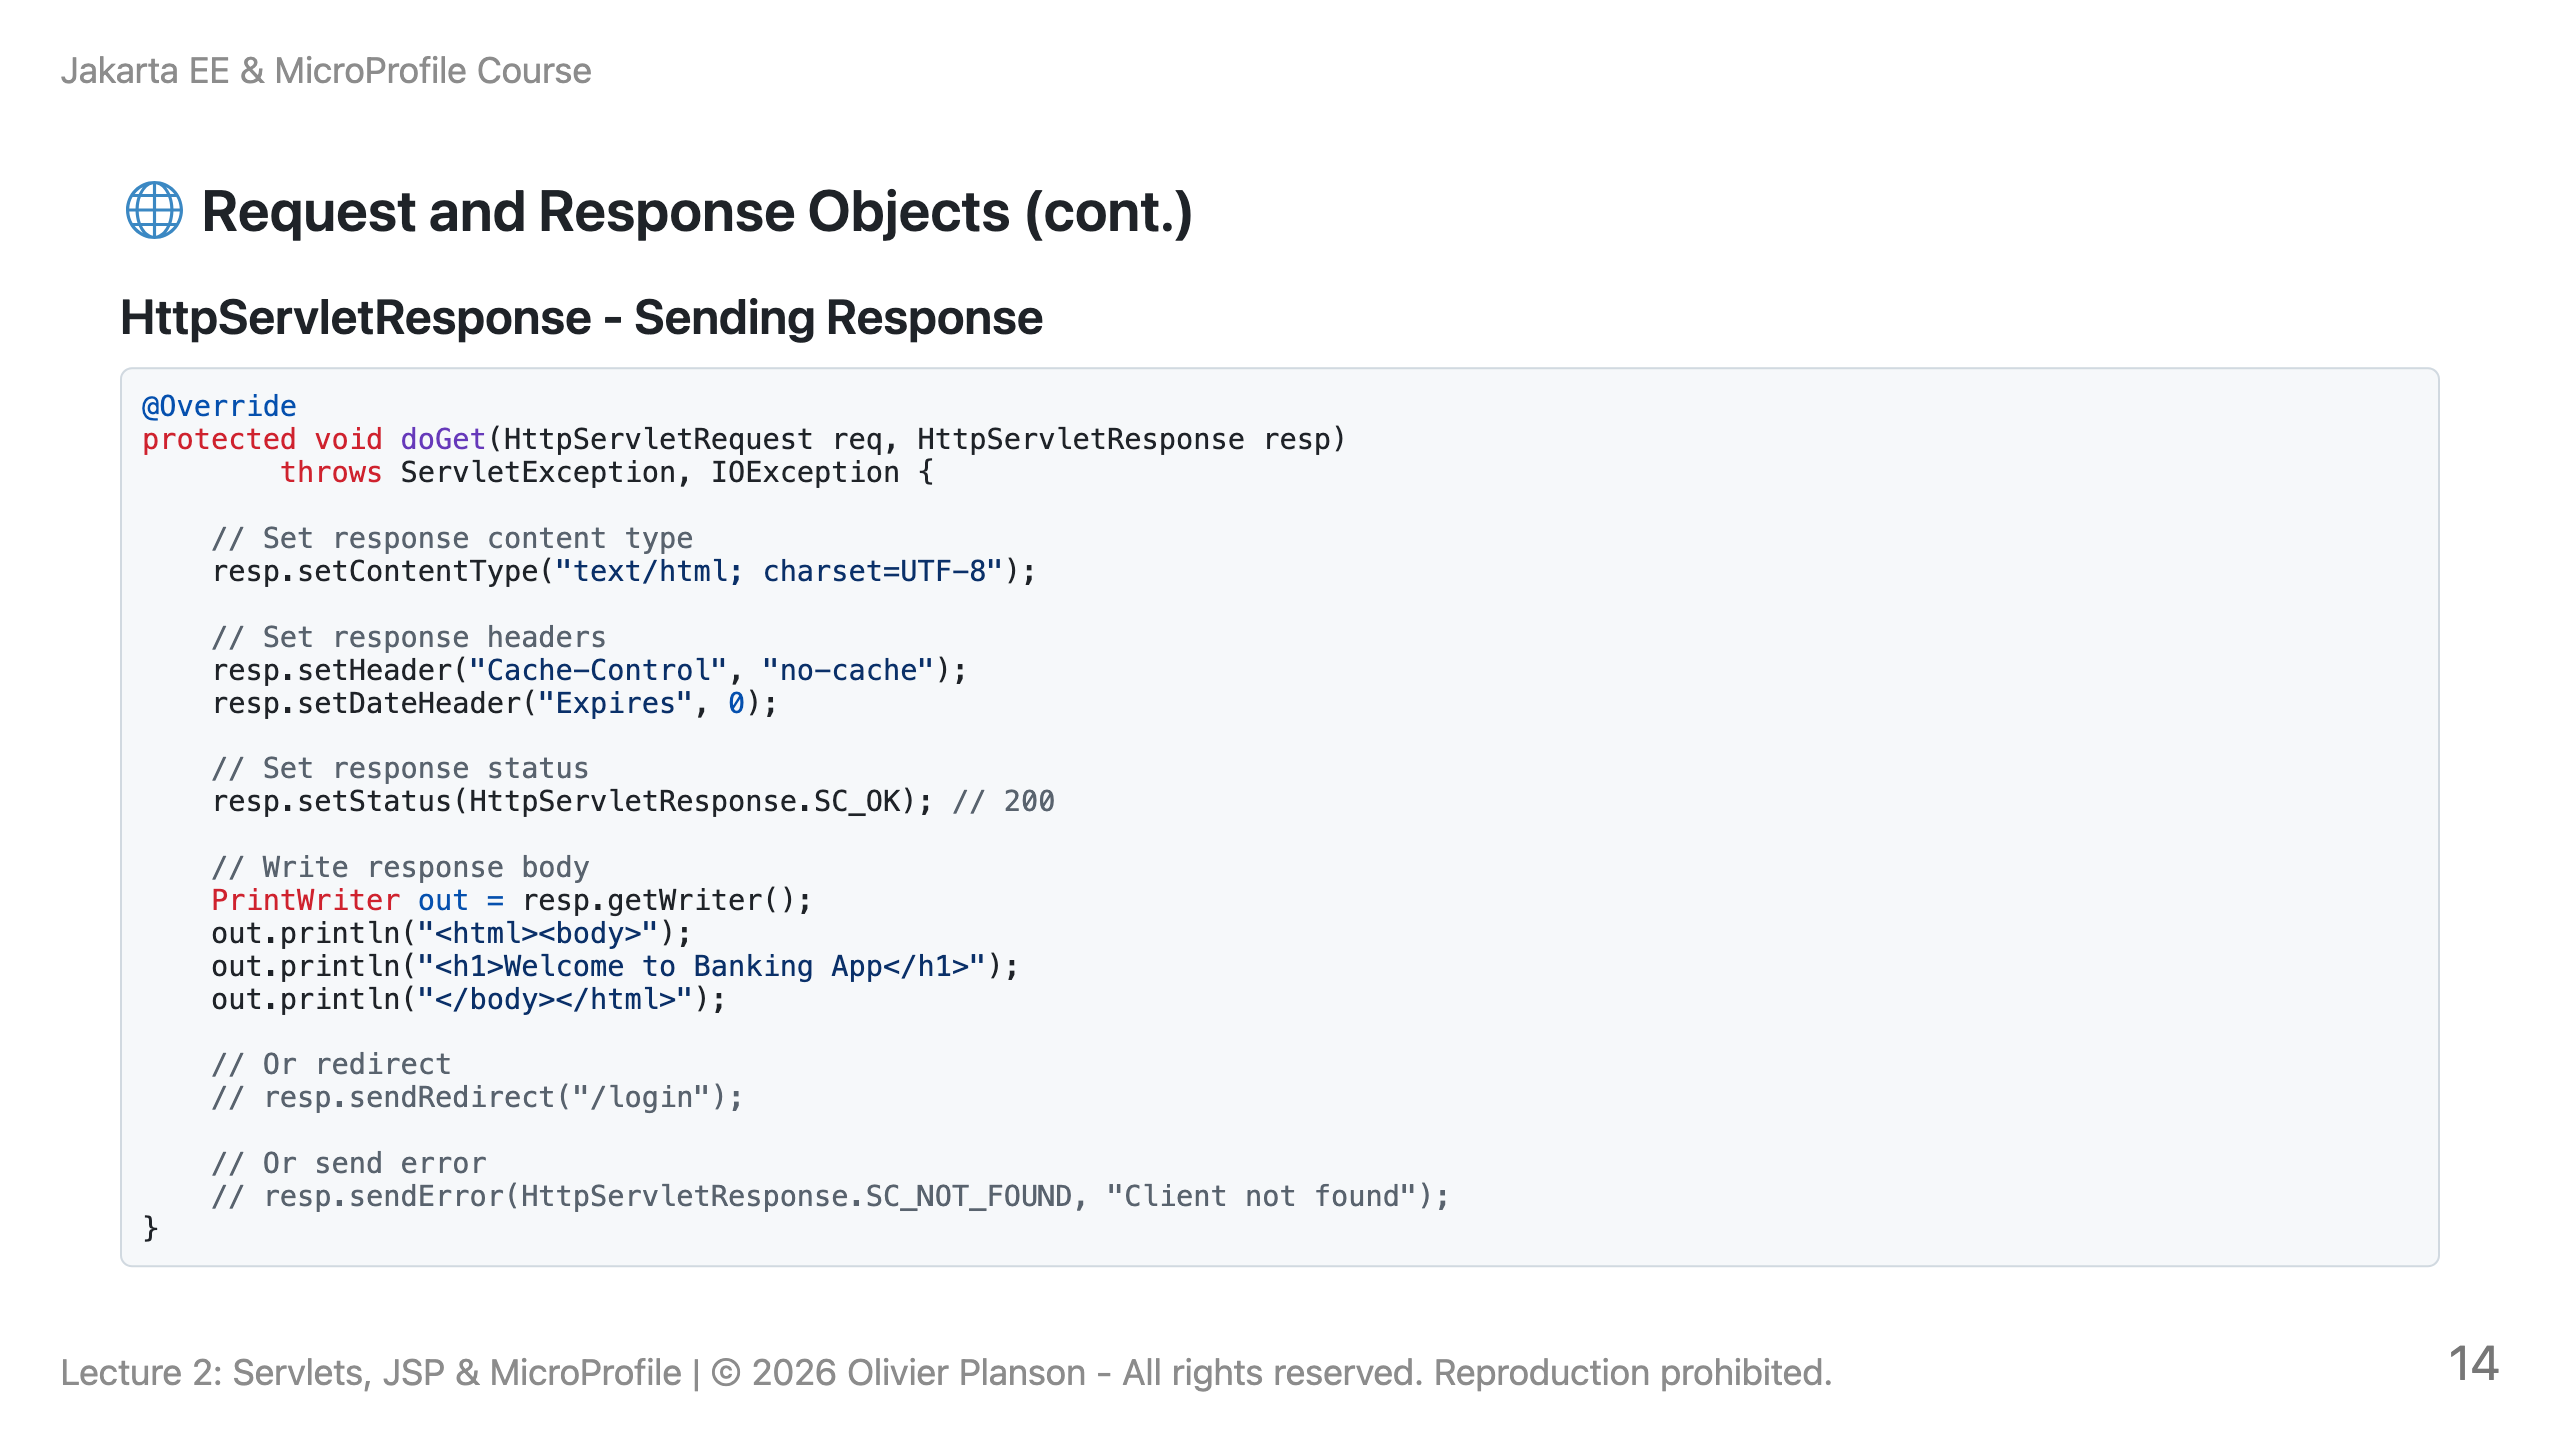 Jakarta EE & MicroProfile Course
🌐 Request and Response Objects (cont.)
HttpServletResponse - Sending Response
@Override
protected void doGet(HttpServletRequest req, HttpServletResponse resp)
        throws ServletException, IOException {

    // Set response content type
    resp.setContentType("text/html; charset=UTF-8");

    // Set response headers
    resp.setHeader("Cache-Control", "no-cache");
    resp.setDateHeader("Expires", 0);

    // Set response status
    resp.setStatus(HttpServletResponse.SC_OK); // 200

    // Write response body
    PrintWriter out = resp.getWriter();
    out.println("<html><body>");
    out.println("<h1>Welcome to Banking App</h1>");
    out.println("</body></html>");

    // Or redirect
    // resp.sendRedirect("/login");

    // Or send error
    // resp.sendError(HttpServletResponse.SC_NOT_FOUND, "Client not found");
}
Lecture 2: Servlets, JSP & MicroProfile | © 2026 Olivier Planson - All rights reserved. Reproduction prohibited.
14